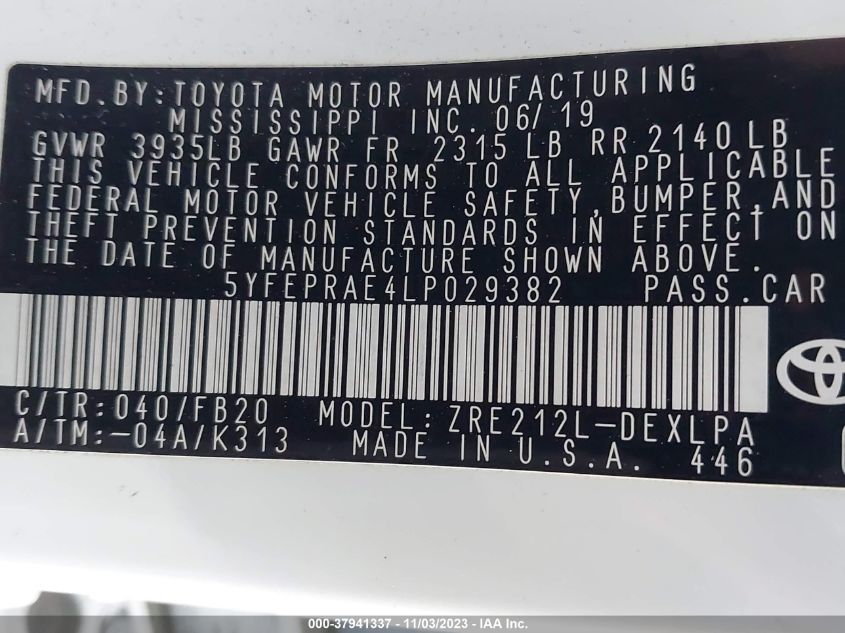 MFD.BY:TOYOTA MOTOR MANUFACTURING
MISSISSIPPI INC. 06/19
GVWR 3935LB GAWR FR 2315 LB RR 2140 LB
THIS VEHICLE CONFORMS TO ALL APPLICABLE
FEDERAL MOTOR VEHICLE SAFETY, BUMPER, AND
THEFT PREVENTION STANDARDS IN EFFECT ON
THE DATE OF MANUFACTURE SHOWN ABOVE.
5YFEPRAE4LP029382 PASS.CAR
C/TR:040/FB20 MODEL:ZRE212L-DEXLPA
A/TM:-04A/K313 MADE IN U.S.A. 446
000-37941337 - 11/03/2023 - IAA Inc.